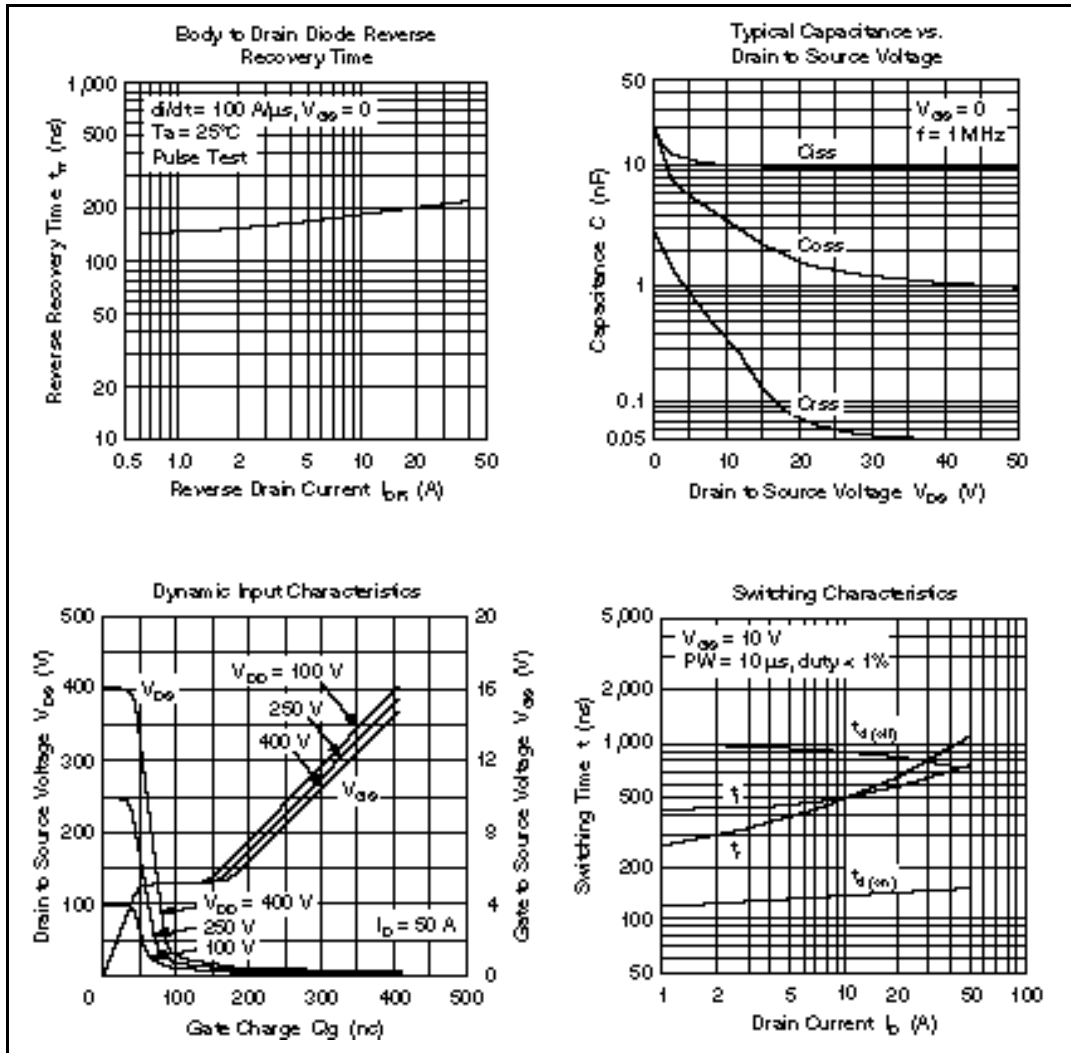 Body to Drain Diode Reverse
Recovery Time
1,000
500
200
100
50
20
10
Reverse Recovery Time trr (ns)
di/dt = 100 A/µs, VGS = 0
Ta = 25°C
Pulse Test
0.5 1.0 2 5 10 20 50
Reverse Drain Current IDR (A)
Typical Capacitance vs.
Drain to Source Voltage
50
10
1
0.1
0.05
Capacitance C (nF)
VGS = 0
f = 1 MHz
Ciss
Coss
Crss
0 10 20 30 40 50
Drain to Source Voltage VDS (V)
Dynamic Input Characteristics
500
400
300
200
100
0
Drain to Source Voltage VDS (V)
20
16
12
8
4
0
Gate to Source Voltage VGS (V)
VDS
VDD = 100 V
250 V
400 V
VGS
VDD = 400 V
250 V
100 V
ID = 50 A
0 100 200 300 400 500
Gate Charge Qg (nc)
Switching Characteristics
5,000
2,000
1,000
500
200
100
50
Switching Time t (ns)
VGS = 10 V
PW = 10 µs, duty < 1%
td(off)
tf
tr
td(on)
1 2 5 10 20 50 100
Drain Current ID (A)